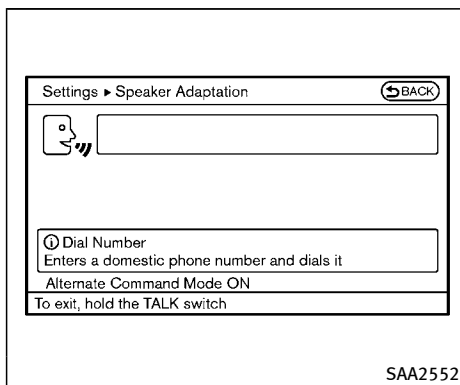 Settings ▸ Speaker Adaptation
BACK
ⓘ Dial Number
Enters a domestic phone number and dials it
Alternate Command Mode ON
To exit, hold the TALK switch
SAA2552